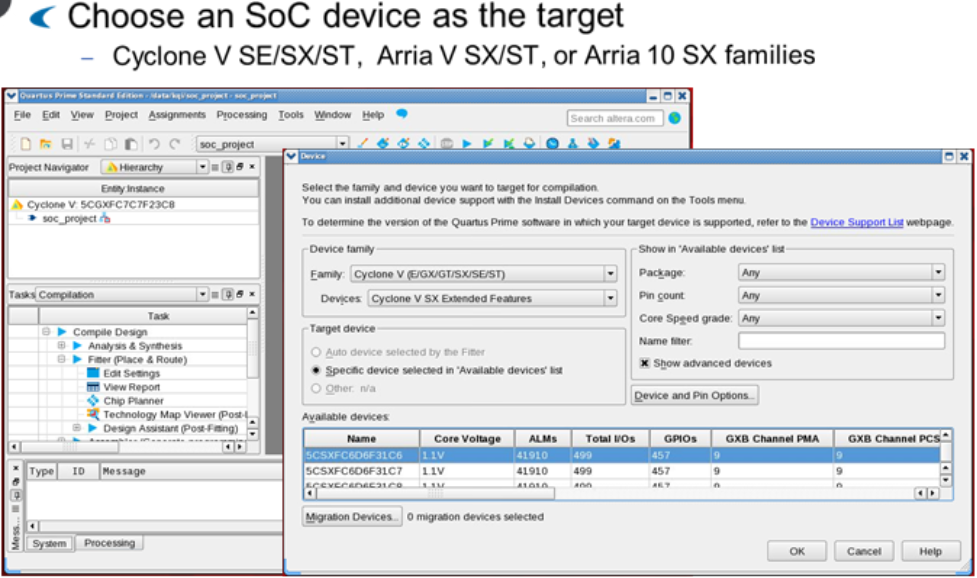 Choose an SoC device as the target
– Cyclone V SE/SX/ST, Arria V SX/ST, or Arria 10 SX families
Quartus Prime Standard Edition - /data/kqi/soc_project - soc_project
File Edit View Project Assignments Processing Tools Window Help
Search altera.com
soc_project
Project Navigator Hierarchy
Entity:Instance
Cyclone V: 5CGXFC7C7F23C8
soc_project
Tasks Compilation
Task
Compile Design
Analysis & Synthesis
Fitter (Place & Route)
Edit Settings
View Report
Chip Planner
Technology Map Viewer (Post-
Design Assistant (Post-Fitting)
Type ID Message
Mess...
System Processing
Device
Select the family and device you want to target for compilation.
You can install additional device support with the Install Devices command on the Tools menu.
To determine the version of the Quartus Prime software in which your target device is supported, refer to the Device Support List webpage.
Device family
Family: Cyclone V (E/GX/GT/SX/SE/ST)
Devices: Cyclone V SX Extended Features
Target device
Auto device selected by the Fitter
Specific device selected in 'Available devices' list
Other: n/a
Show in 'Available devices' list
Package: Any
Pin count: Any
Core Speed grade: Any
Name filter:
Show advanced devices
Device and Pin Options...
Available devices:
Name Core Voltage ALMs Total I/Os GPIOs GXB Channel PMA GXB Channel PCS
5CSXFC6D6F31C6 1.1V 41910 499 457 9 9
5CSXFC6D6F31C7 1.1V 41910 499 457 9 9
5CSXFC6D6F31C8 1.1V 41910 499 457 9 9
Migration Devices... 0 migration devices selected
OK Cancel Help